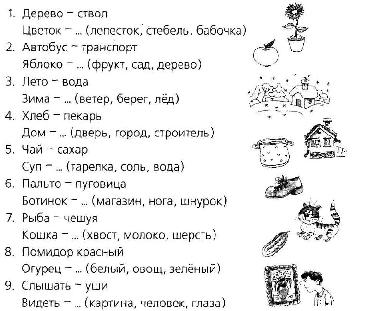 1. Дерево – ствол
Цветок – ... (лепесток, стебель, бабочка)
2. Автобус – транспорт
Яблоко – ... (фрукт, сад, дерево)
3. Лето – вода
Зима – ... (ветер, берег, лёд)
4. Хлеб – пекарь
Дом – ... (дверь, город, строитель)
5. Чай – сахар
Суп – ... (тарелка, соль, вода)
6. Пальто – пуговица
Ботинок – ... (магазин, нога, шнурок)
7. Рыба – чешуя
Кошка – ... (хвост, молоко, шерсть)
8. Помидор красный
Огурец – ... (белый, овощ, зелёный)
9. Слышать – уши
Видеть – ... (картина, человек, глаза)